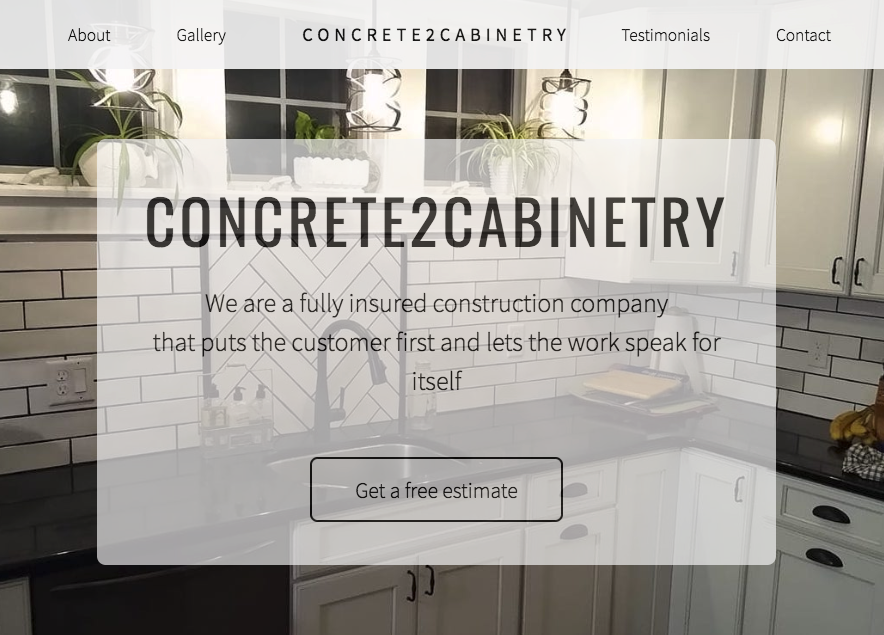 About Gallery CONCRETE2CABINETRY Testimonials Contact
CONCRETE2CABINETRY
We are a fully insured construction company
that puts the customer first and lets the work speak for
itself
Get a free estimate